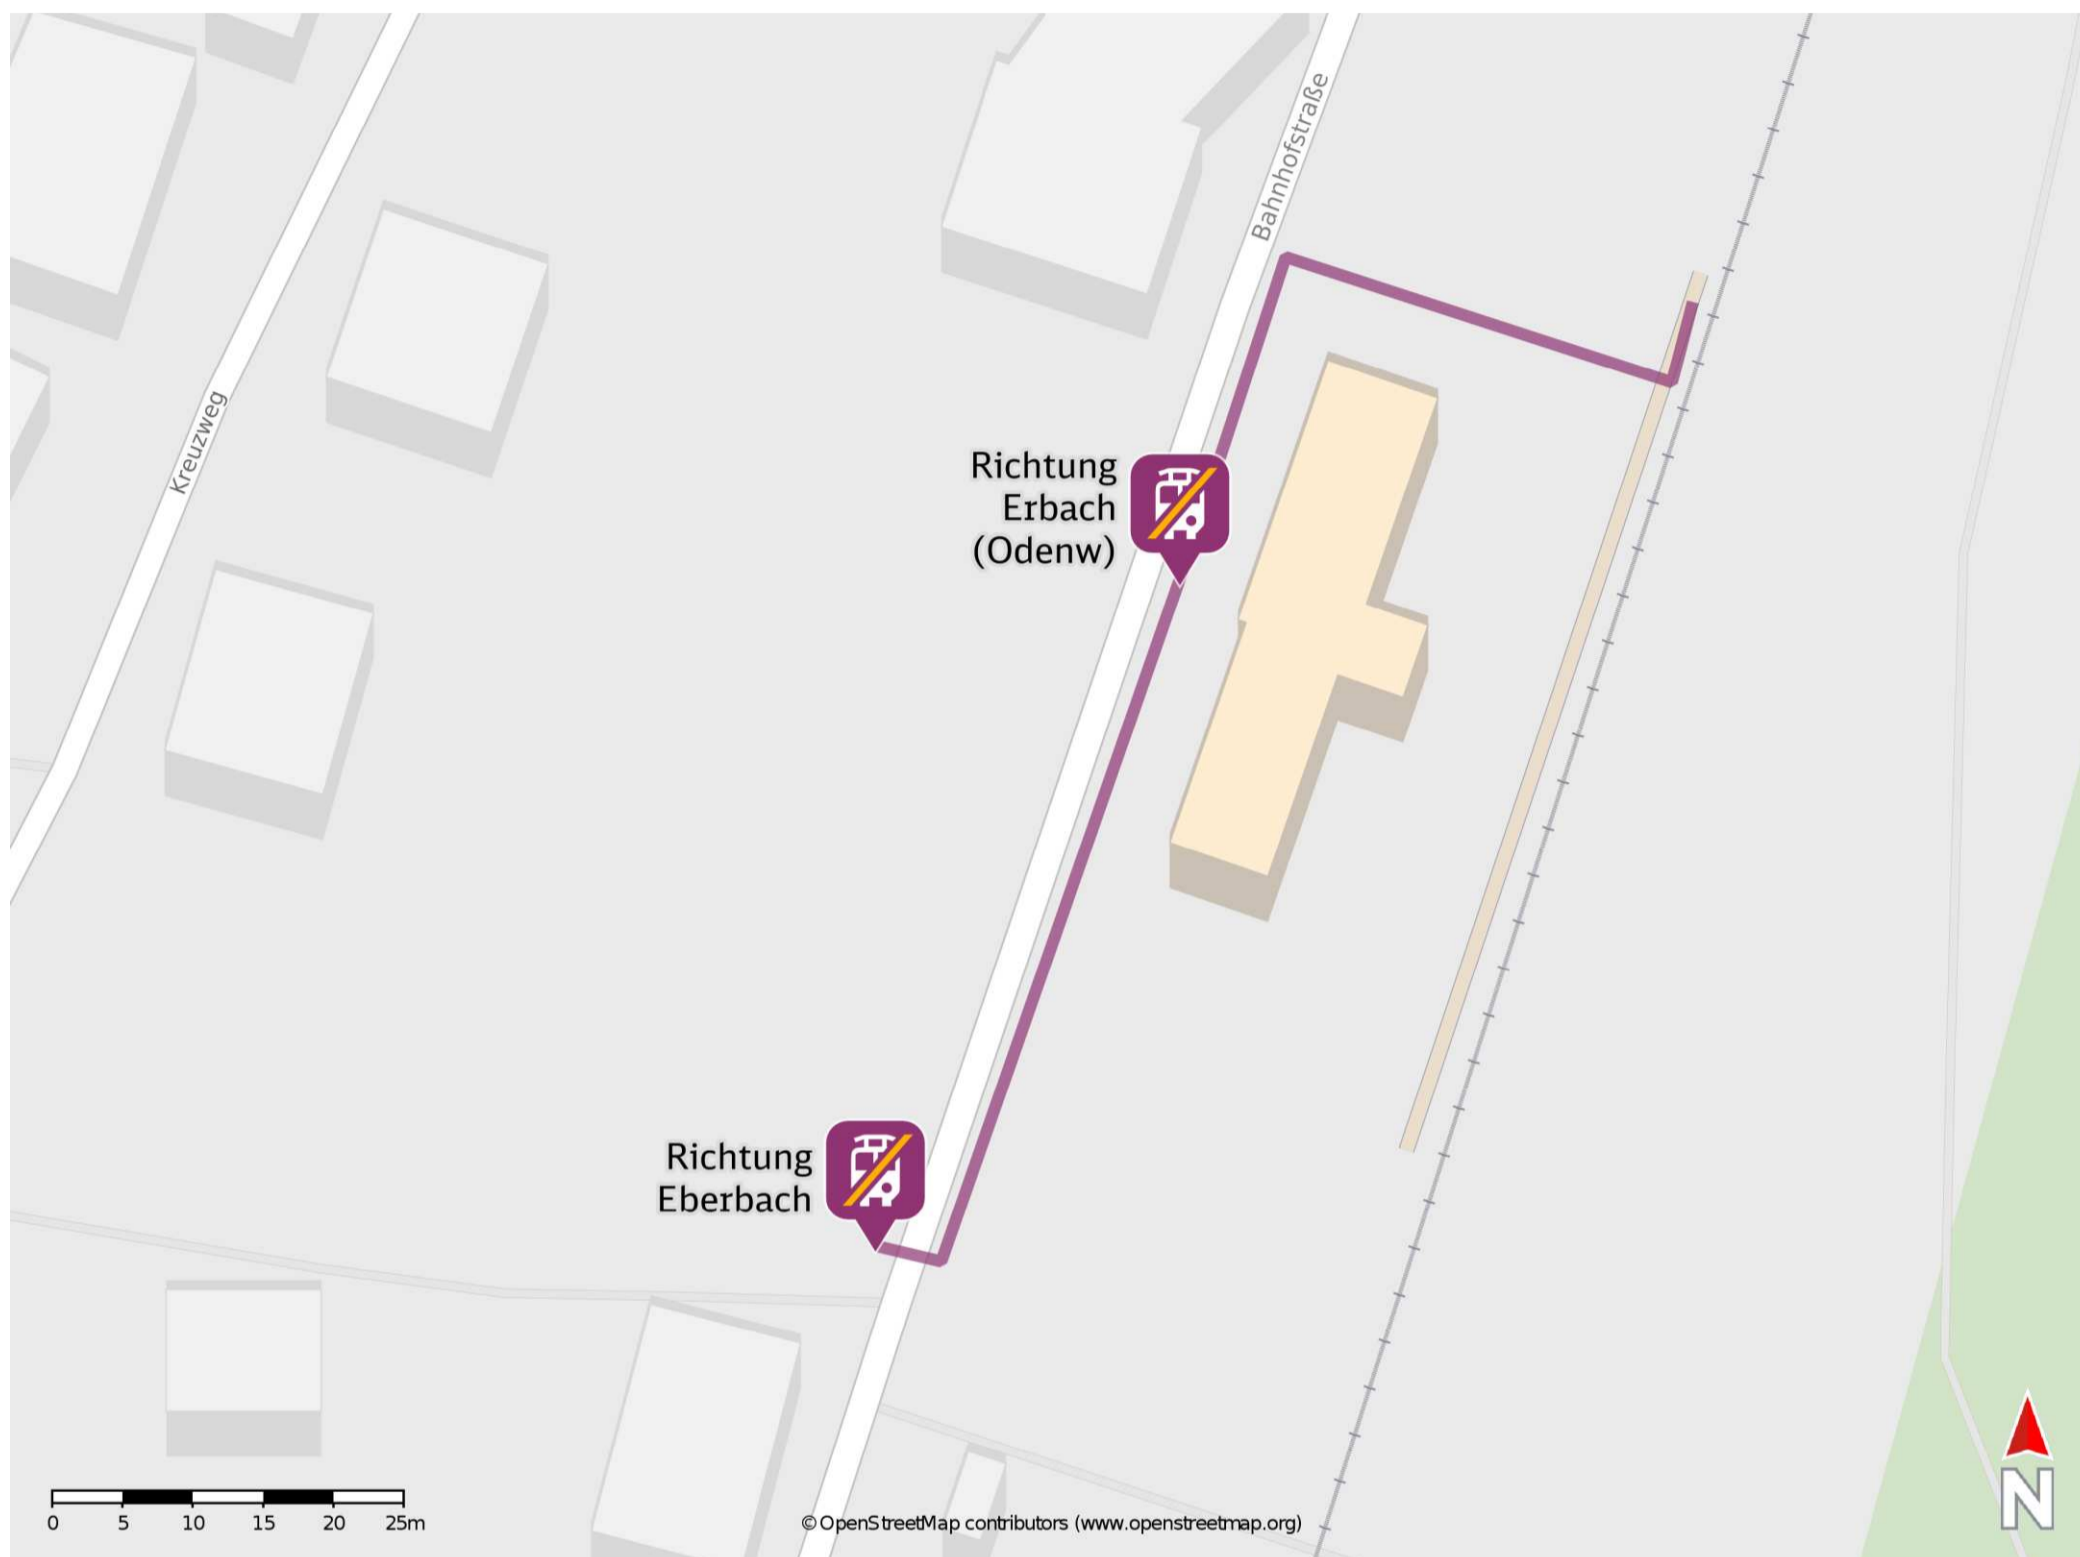 Bahnhofstraße
Kreuzweg
Richtung
Erbach
(Odenw)
Richtung
Eberbach
0 5 10 15 20 25m
©OpenStreetMap contributors (www.openstreetmap.org)
N